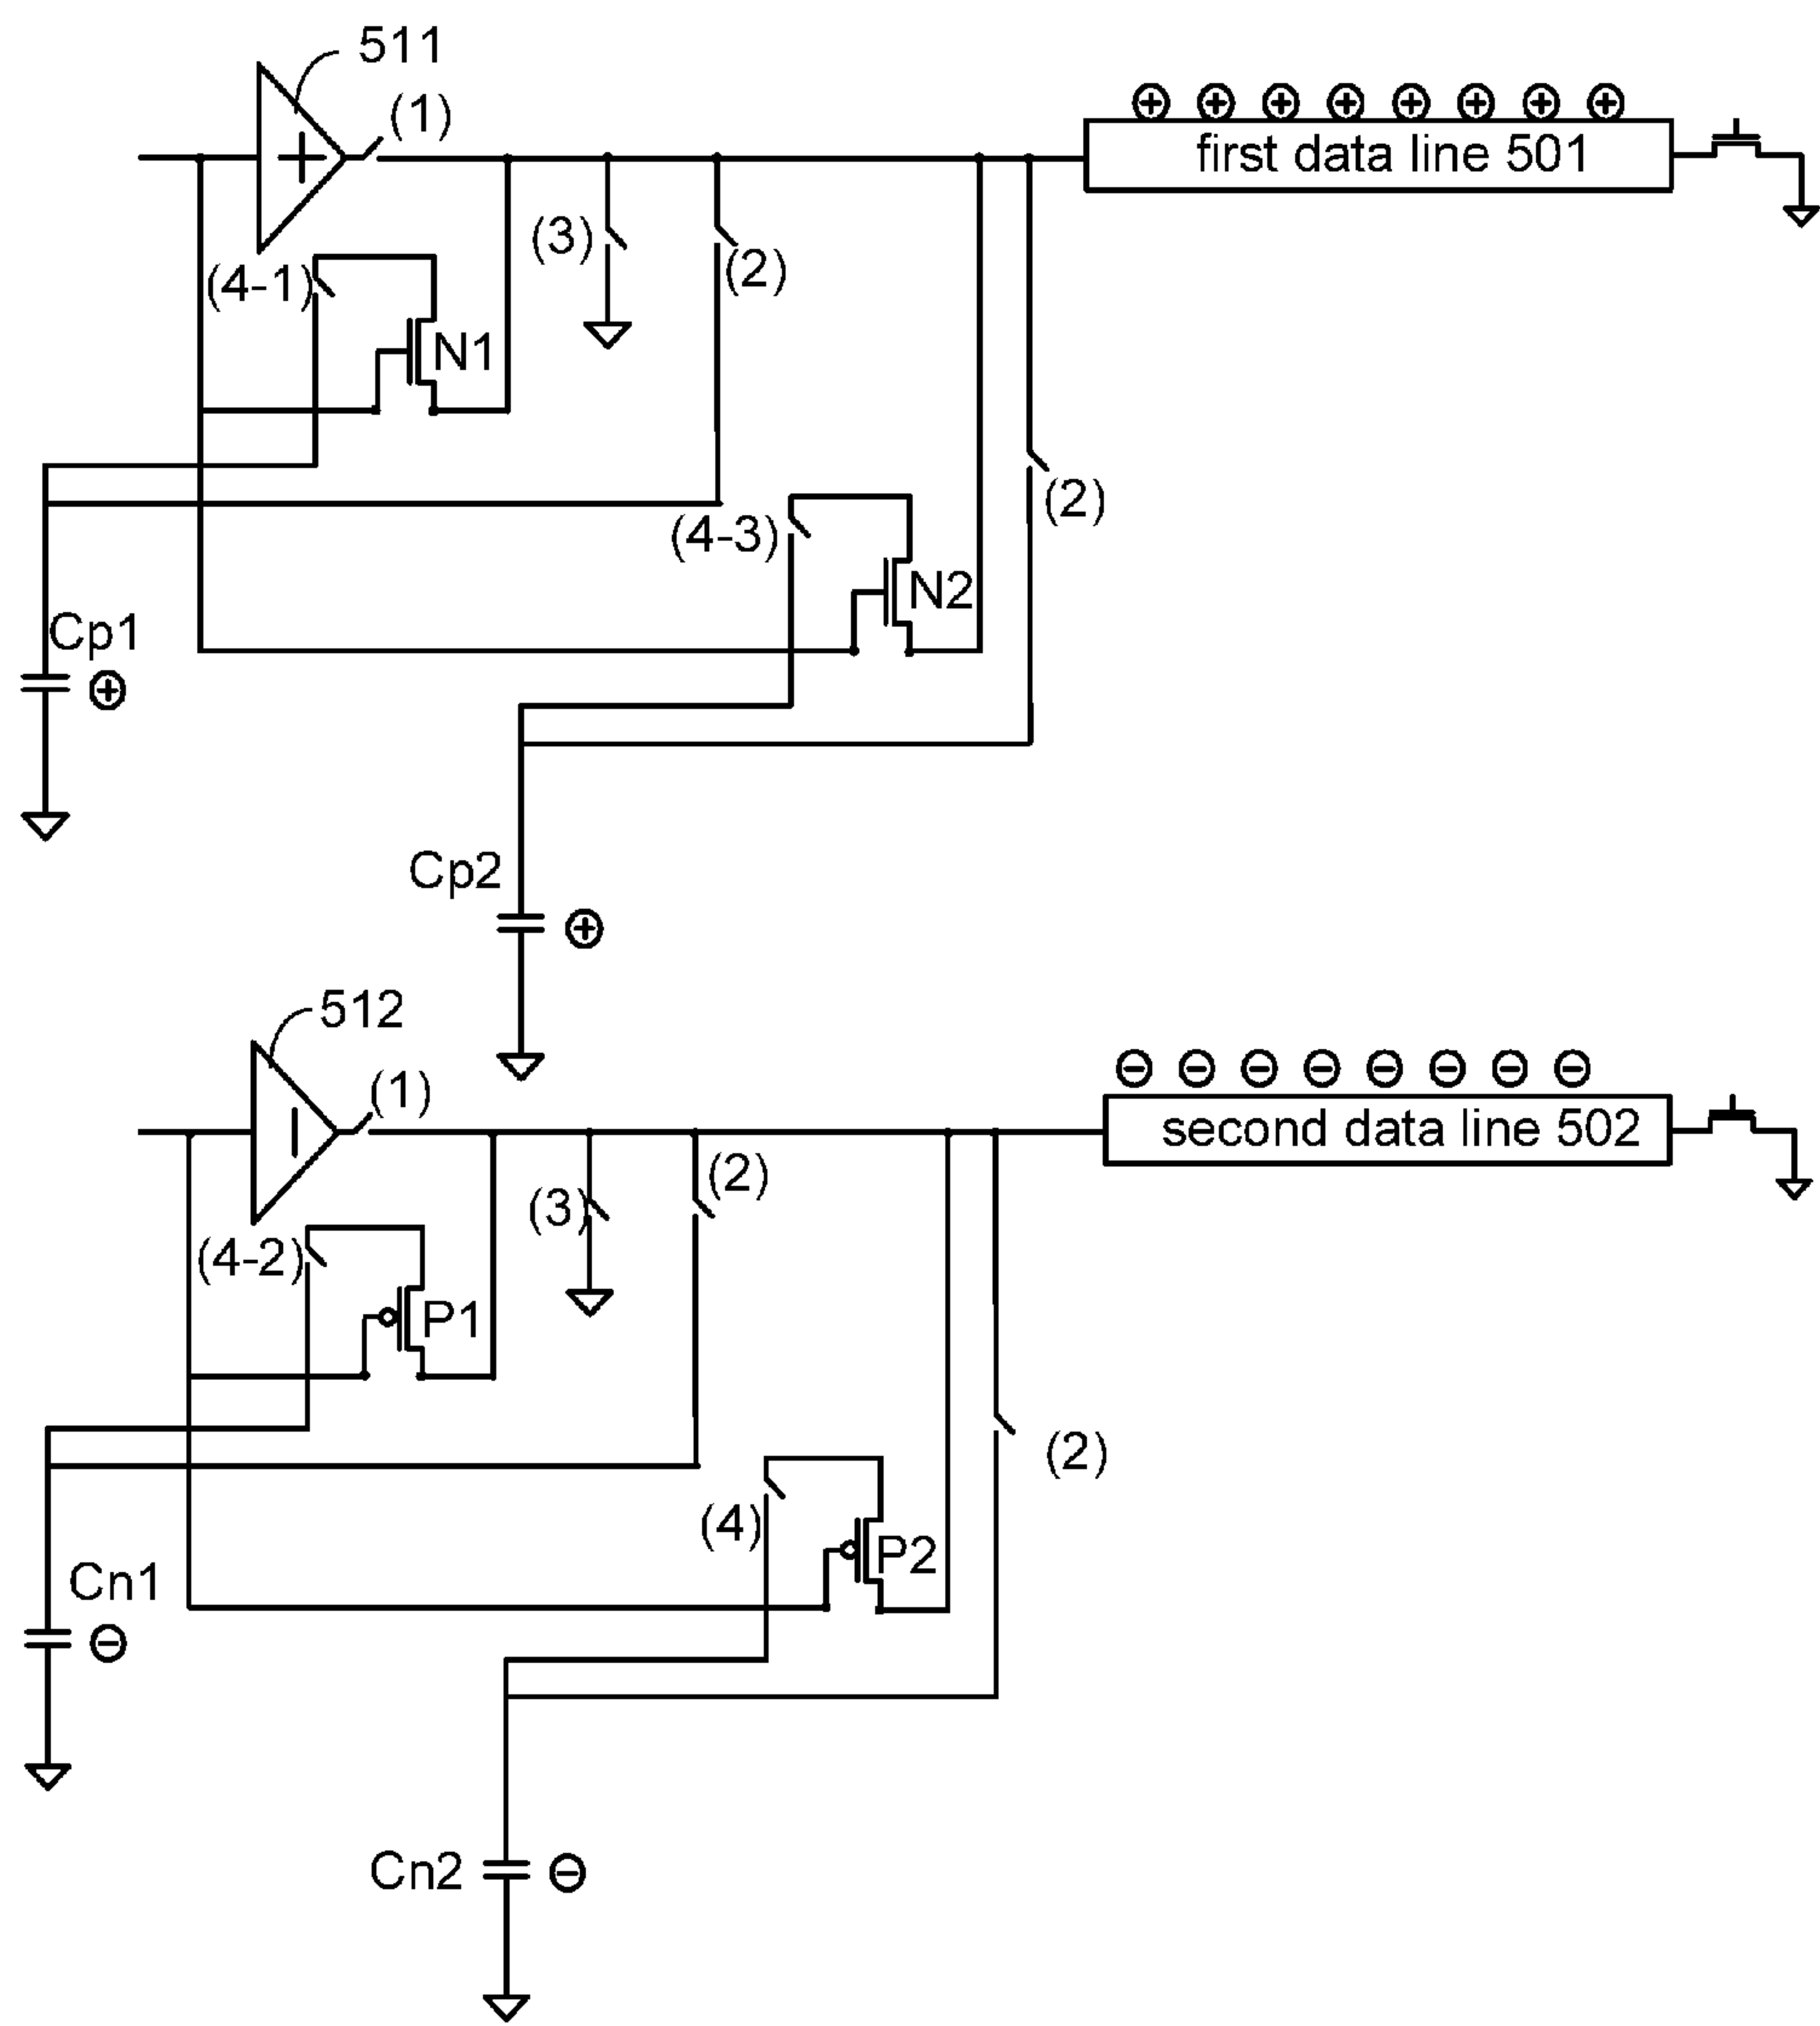 511
(1)
first data line 501
(3)
(2)
(4-1)
N1
(2)
(4-3)
N2
Cp1
Cp2
512
(1)
second data line 502
(2)
(3)
(4-2)
P1
(2)
(4)
P2
Cn1
Cn2